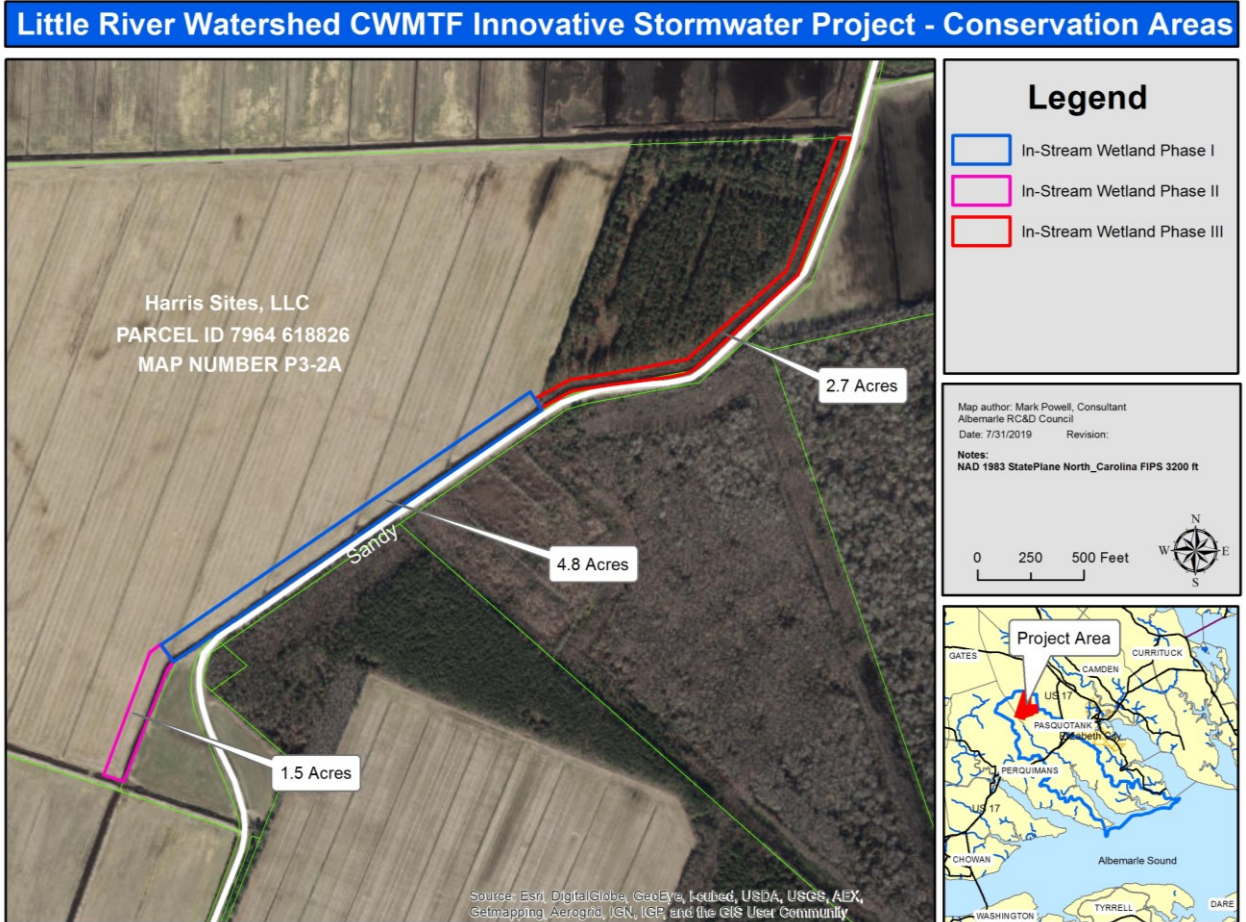 Little River Watershed CWMTF Innovative Stormwater Project - Conservation Areas
Harris Sites, LLC
PARCEL ID 7964 618826
MAP NUMBER P3-2A
2.7 Acres
4.8 Acres
Sandy
1.5 Acres
Source: Esri, DigitalGlobe, GeoEye, i-cubed, USDA, USGS, AEX,
Getmapping, Aerogrid, IGN, IGP, and the GIS User Community
Legend
In-Stream Wetland Phase I
In-Stream Wetland Phase II
In-Stream Wetland Phase III
Map author: Mark Powell, Consultant
Albemarle RC&D Council
Date: 7/31/2019 Revision:
Notes:
NAD 1983 StatePlane North_Carolina FIPS 3200 ft
0 250 500 Feet
N
W E
S
Project Area
GATES
CURRITUCK
CAMDEN
US 17
PASQUOTANK
Elizabeth City
PERQUIMANS
US 17
CHOWAN
Albemarle Sound
TYRRELL
DARE
WASHINGTON